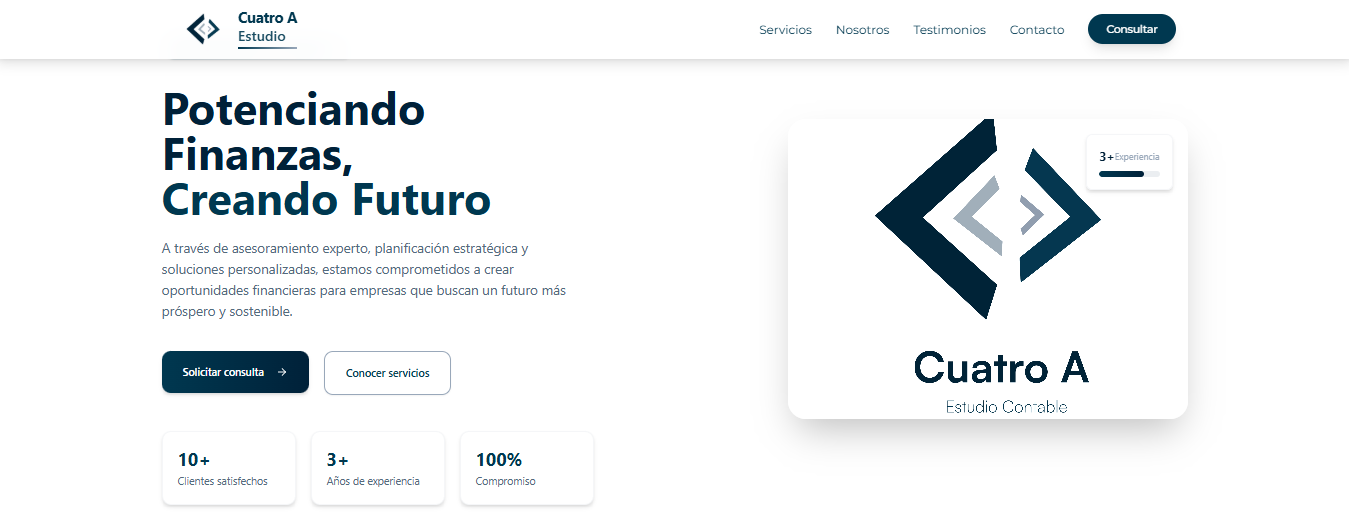 Cuatro A
Estudio
Servicios
Nosotros
Testimonios
Contacto
Consultar
Potenciando
Finanzas,
Creando Futuro
A través de asesoramiento experto, planificación estratégica y
soluciones personalizadas, estamos comprometidos a crear
oportunidades financieras para empresas que buscan un futuro más
próspero y sostenible.
Solicitar consulta →
Conocer servicios
10+
Clientes satisfechos
3+
Años de experiencia
100%
Compromiso
3+ Experiencia
Cuatro A
Estudio Contable